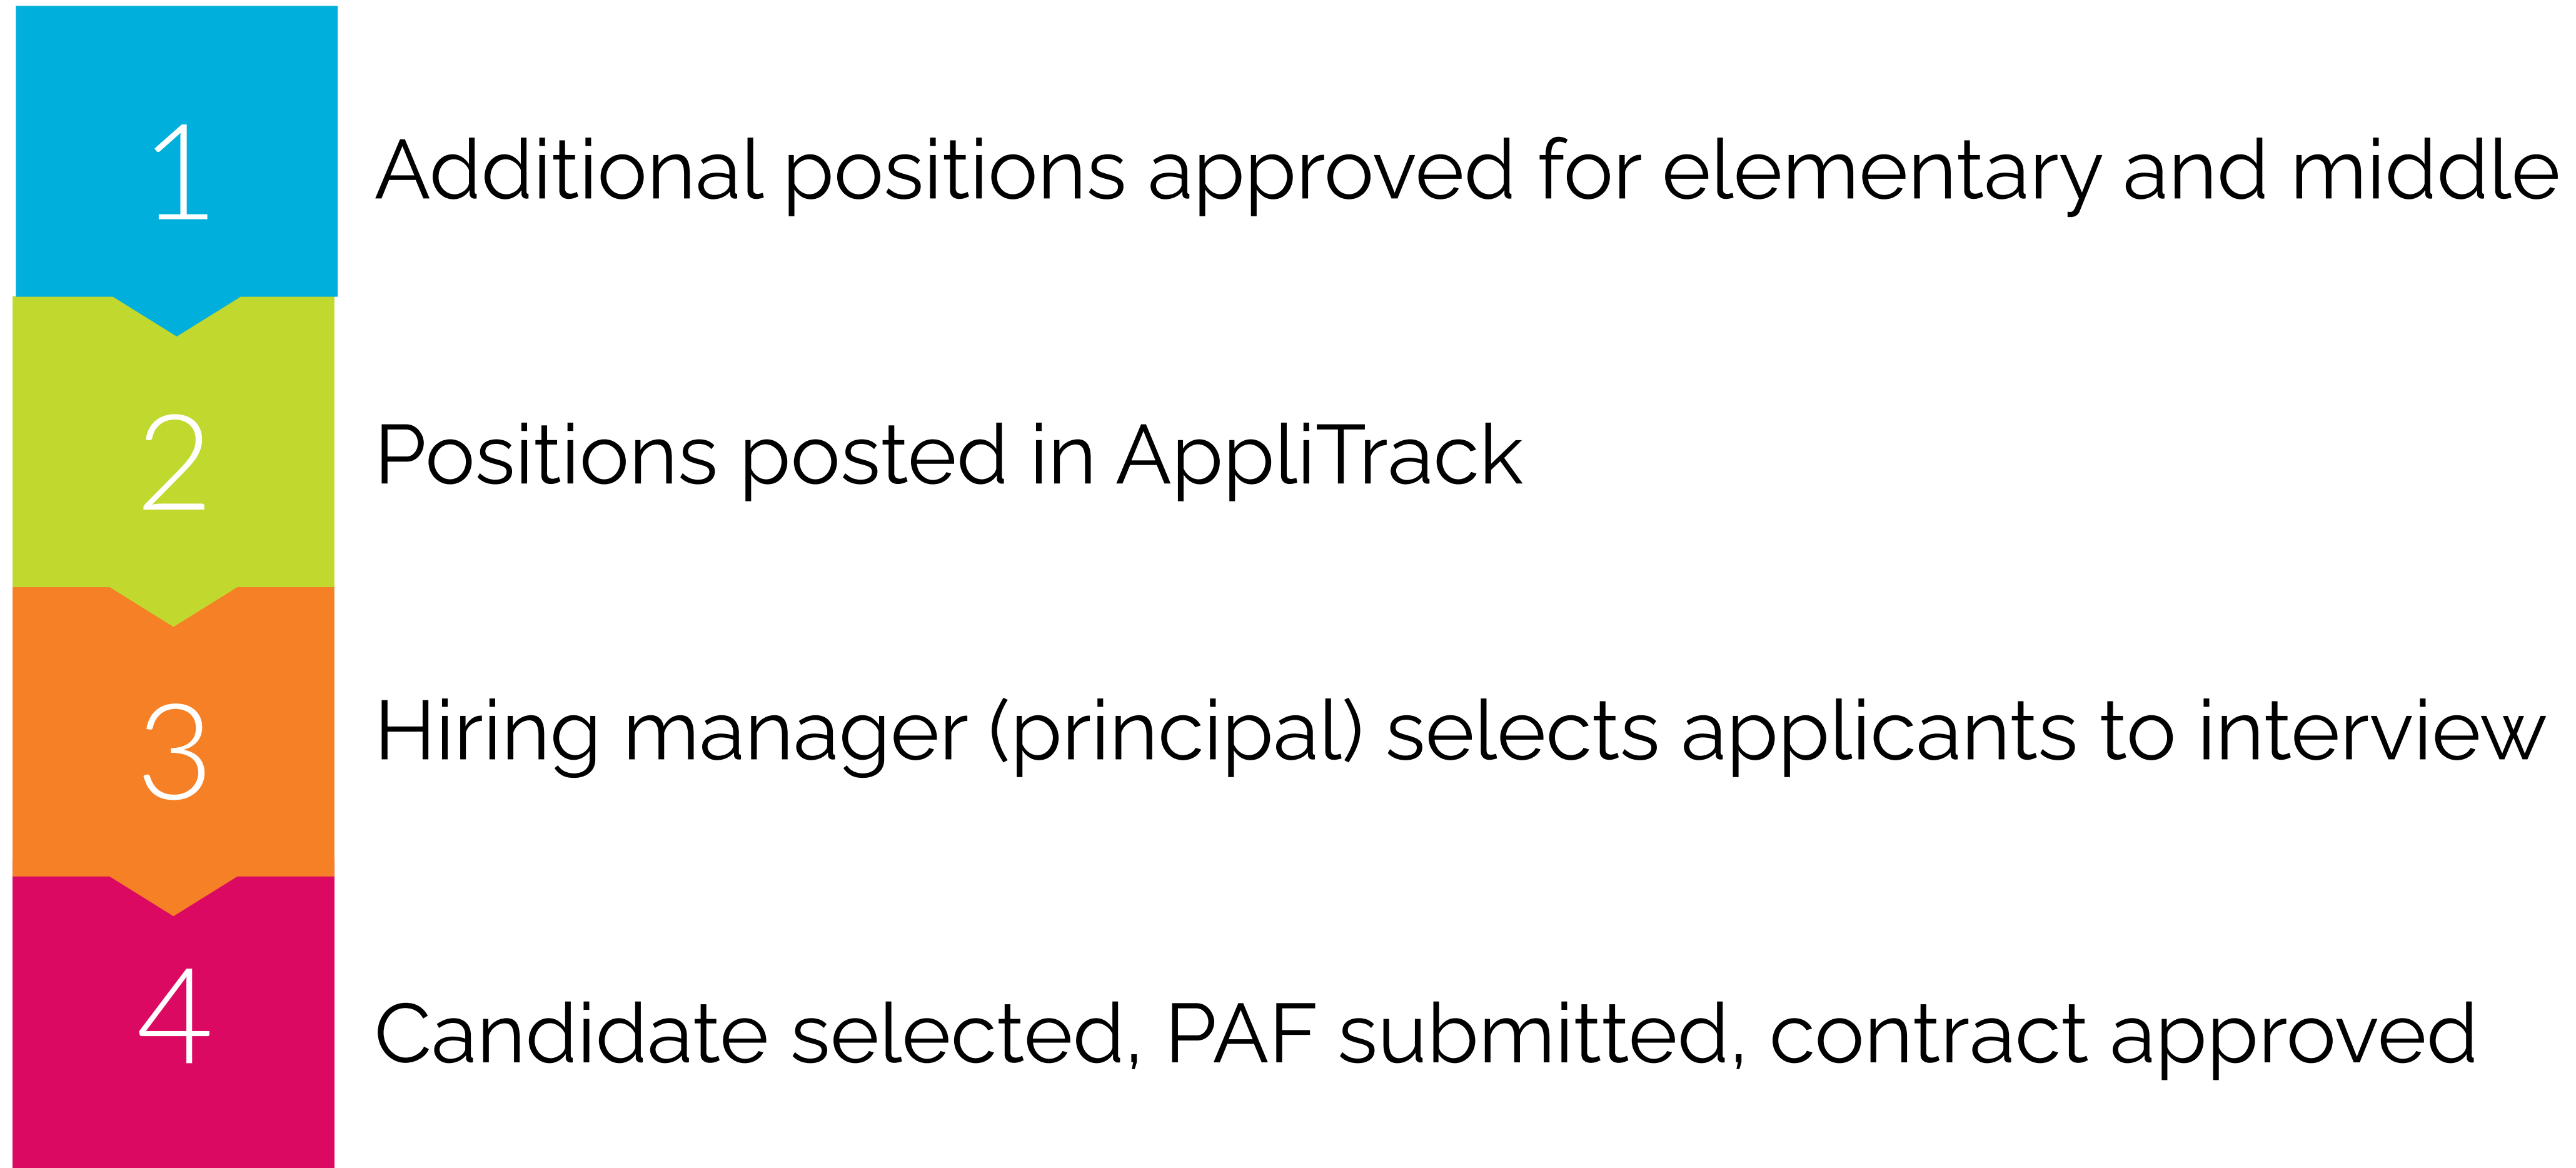 1
Additional positions approved for elementary and middle
2
Positions posted in AppliTrack
3
Hiring manager (principal) selects applicants to interview
4
Candidate selected, PAF submitted, contract approved